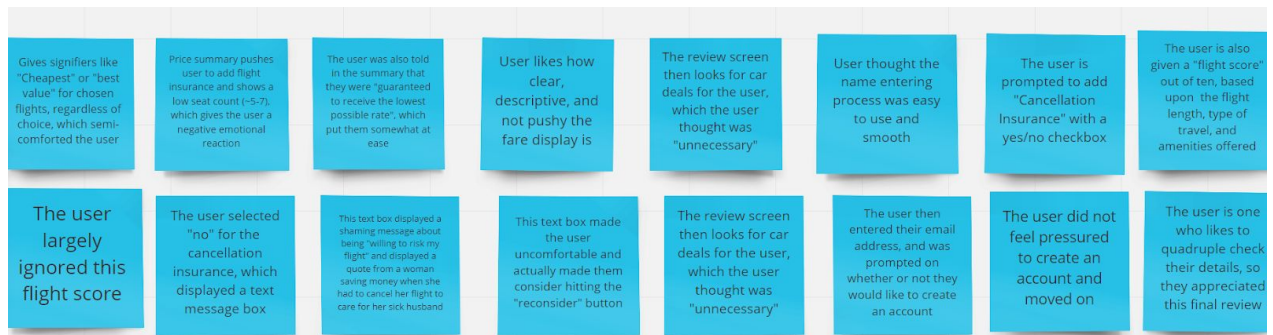 Gives signifiers like
"Cheapest" or "best
value" for chosen
flights, regardless of
choice, which semi-
comforted the user
Price summary pushes
user to add flight
insurance and shows a
low seat count (~5-7),
which gives the user a
negative emotional
reaction
The user was also told
in the summary that
they were "guaranteed
to receive the lowest
possible rate", which
put them somewhat at
ease
User likes how
clear,
descriptive, and
not pushy the
fare display is
The review screen
then looks for car
deals for the user,
which the user
thought was
"unnecessary"
User thought the
name entering
process was easy
to use and
smooth
The user is
prompted to add
"Cancellation
Insurance" with a
yes/no checkbox
The user is also
given a "flight score"
out of ten, based
upon the flight
length, type of
travel, and
amenities offered
The user
largely
ignored this
flight score
The user selected
"no" for the
cancellation
insurance, which
displayed a text
message box
This text box displayed a
shaming message about
being "willing to risk my
flight" and displayed a
quote from a woman
saving money when she
had to cancel her flight to
care for her sick husband
This text box made
the user
uncomfortable and
actually made them
consider hitting the
"reconsider" button
The review screen
then looks for car
deals for the user,
which the user
thought was
"unnecessary"
The user then
entered their email
address, and was
prompted on
whether or not they
would like to create
an account
The user did not
feel pressured
to create an
account and
moved on
The user is one
who likes to
quadruple check
their details, so
they appreciated
this final review